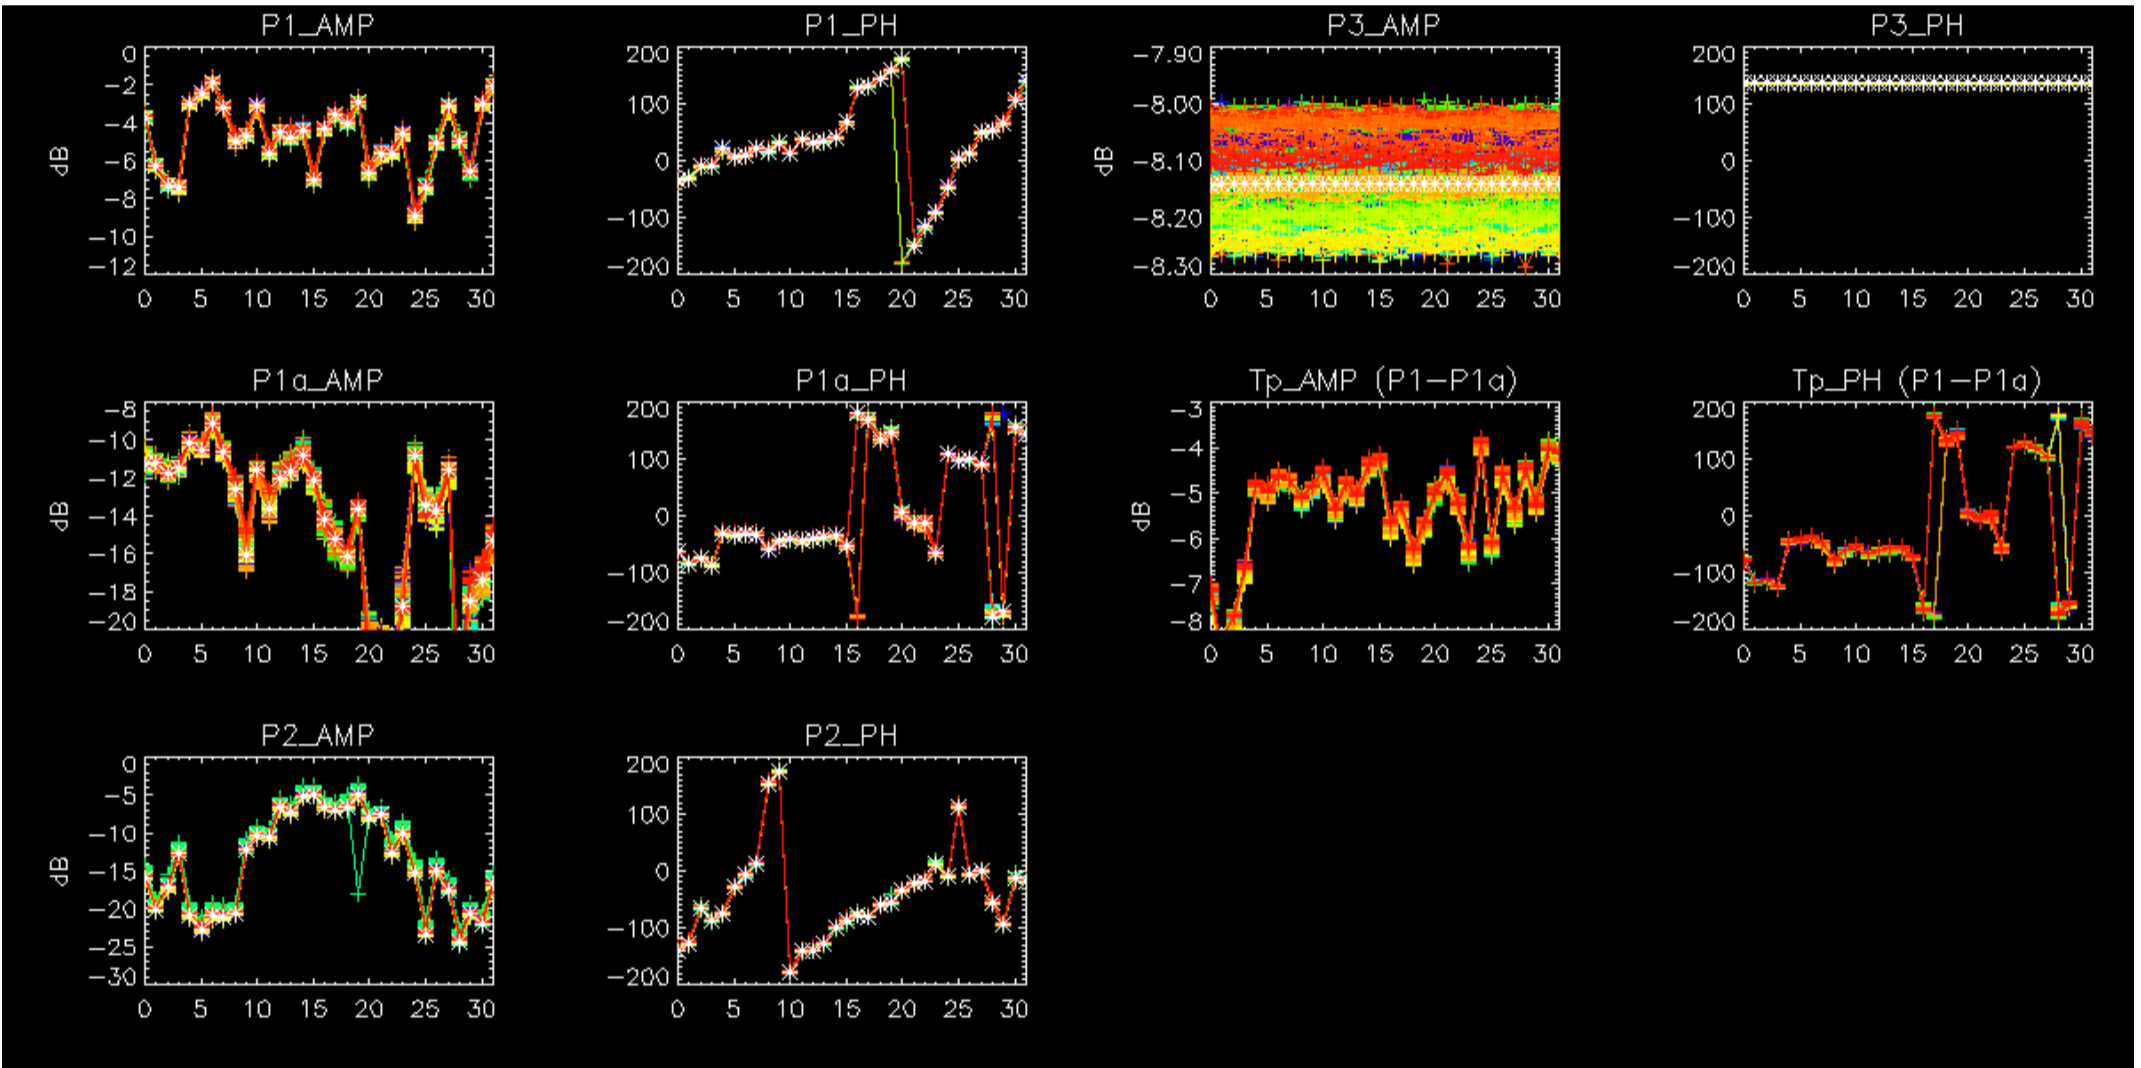 P1_AMP P1_PH P3_AMP P3_PH
0 200 −7.90 200
−2 100 −8.00 100
−4 0 −8.10 0
−6 −100 −8.20 −100
−8 −200 −8.30 −200
−10
−12
dB dB
0 5 10 15 20 25 30 0 5 10 15 20 25 30 0 5 10 15 20 25 30 0 5 10 15 20 25 30
P1a_AMP P1a_PH Tp_AMP (P1−P1a) Tp_PH (P1−P1a)
−8 200 −3 200
−10 100 −4 100
−12 0 −5 0
−14 −100 −6 −100
−16 −200 −7 −200
−18 −8
−20
dB dB
0 5 10 15 20 25 30 0 5 10 15 20 25 30 0 5 10 15 20 25 30 0 5 10 15 20 25 30
P2_AMP P2_PH
0 200
−5 100
−10 0
−15 −100
−20 −200
−25
−30
dB
0 5 10 15 20 25 30 0 5 10 15 20 25 30